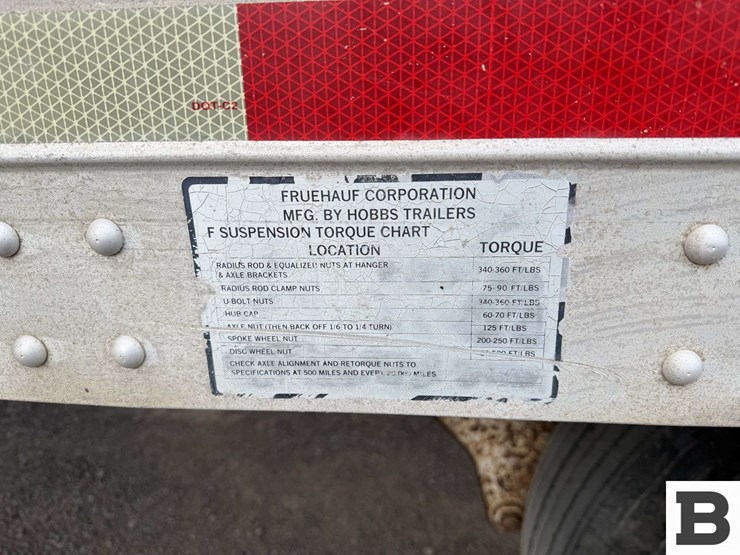 DOT-C2
FRUEHAUF CORPORATION
MFG. BY HOBBS TRAILERS
F SUSPENSION TORQUE CHART
LOCATION TORQUE
RADIUS ROD & EQUALIZER NUTS AT HANGER
& AXLE BRACKETS 340-360 FT/LBS
RADIUS ROD CLAMP NUTS 75-90 FT/LBS
U-BOLT NUTS 340-360 FT/LBS
HUB CAP 60-70 FT/LBS
AXLE NUT (THEN BACK OFF 1/6 TO 1/4 TURN) 125 FT/LBS
SPOKE WHEEL NUT 200-250 FT/LBS
DISC WHEEL NUT FT/LBS
CHECK AXLE ALIGNMENT AND RETORQUE NUTS TO
SPECIFICATIONS AT 500 MILES AND EVERY MILES
B